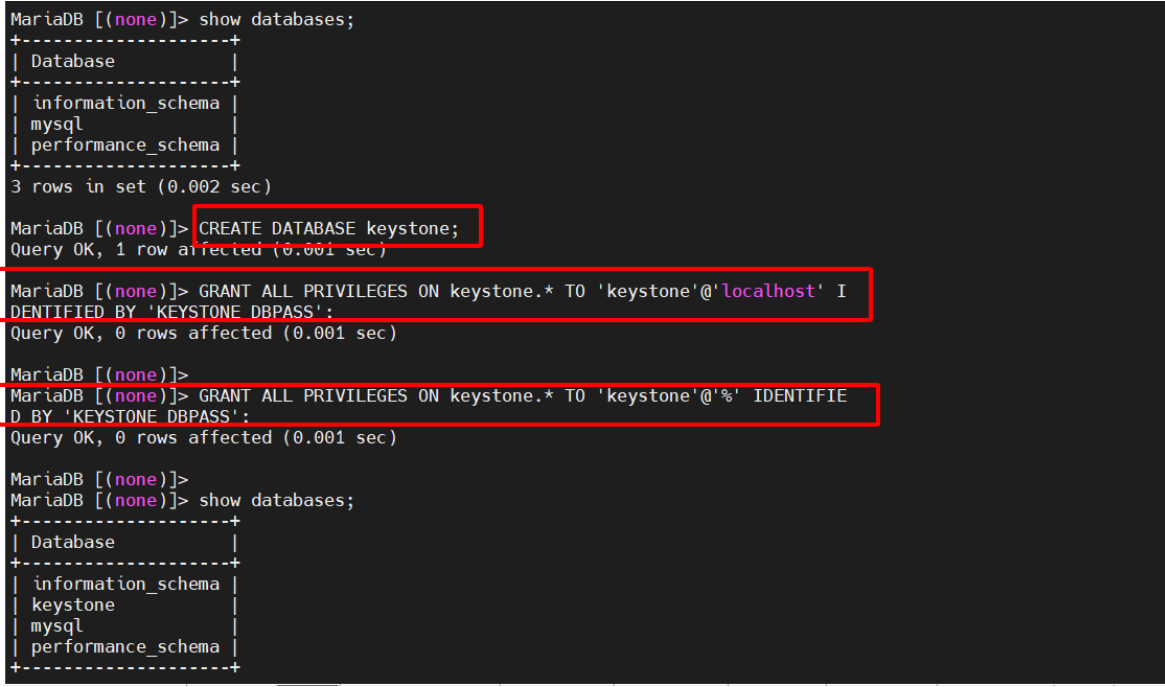 MariaDB [(none)]> show databases;
+--------------------+
| Database           |
+--------------------+
| information_schema |
| mysql              |
| performance_schema |
+--------------------+
3 rows in set (0.002 sec)
MariaDB [(none)]> CREATE DATABASE keystone;
Query OK, 1 row affected (0.001 sec)
MariaDB [(none)]> GRANT ALL PRIVILEGES ON keystone.* TO 'keystone'@'localhost' I
DENTIFIED BY 'KEYSTONE_DBPASS';
Query OK, 0 rows affected (0.001 sec)
MariaDB [(none)]>
MariaDB [(none)]> GRANT ALL PRIVILEGES ON keystone.* TO 'keystone'@'%' IDENTIFIE
D BY 'KEYSTONE_DBPASS';
Query OK, 0 rows affected (0.001 sec)
MariaDB [(none)]>
MariaDB [(none)]> show databases;
+--------------------+
| Database           |
+--------------------+
| information_schema |
| keystone           |
| mysql              |
| performance_schema |
+--------------------+